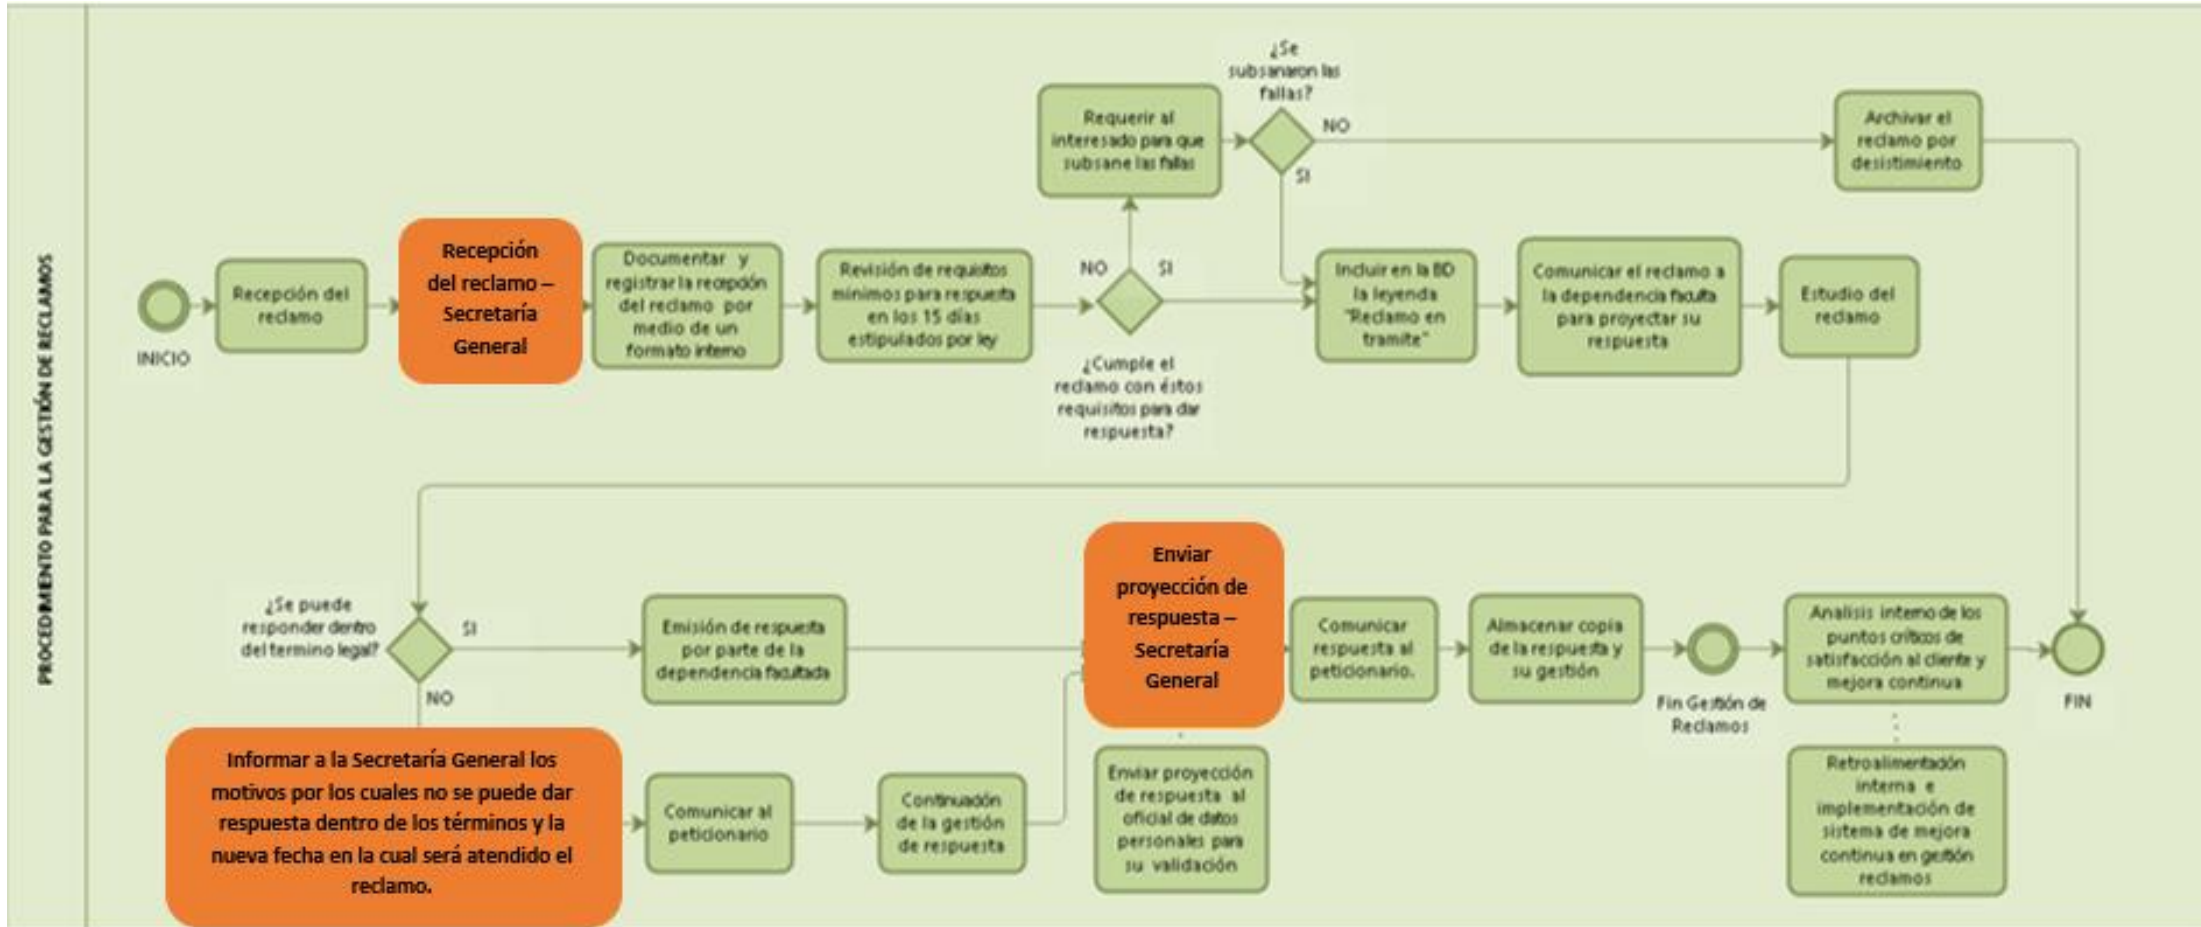 PROCEDIMIENTO PARA LA GESTIÓN DE RECLAMOS
INICIO
Recepción del
reclamo
Recepción
del reclamo –
Secretaría
General
Documentar y
registrar la recepción
del reclamo por
medio de un
formato interno
Revisión de requisitos
mínimos para respuesta
en los 15 días
estipulados por ley
¿Cumple el
reclamo con éstos
requisitos para dar
respuesta?
NO
SI
Requerir al
interesado para que
subsane las fallas
¿Se
subsanaron las
fallas?
NO
SI
Archivar el
reclamo por
desistimiento
Incluir en la BD
la leyenda
"Reclamo en
tramite"
Comunicar el reclamo a
la dependencia faculta
para proyectar su
respuesta
Estudio del
reclamo
¿Se puede
responder dentro
del termino legal?
SI
NO
Emisión de respuesta
por parte de la
dependencia facultada
Informar a la Secretaría General los
motivos por los cuales no se puede dar
respuesta dentro de los términos y la
nueva fecha en la cual será atendido el
reclamo.
Comunicar al
peticionario
Continuación
de la gestión
de respuesta
Enviar
proyección de
respuesta –
Secretaría
General
Enviar proyección
de respuesta al
oficial de datos
personales para
su validación
Comunicar
respuesta al
peticionario.
Almacenar copia
de la respuesta y
su gestión
Fin Gestión de
Reclamos
Analisis interno de los
puntos críticos de
satisfacción al cliente y
mejora continua
Retroalimentación
interna e
implementación de
sistema de mejora
continua en gestión
reclamos
FIN